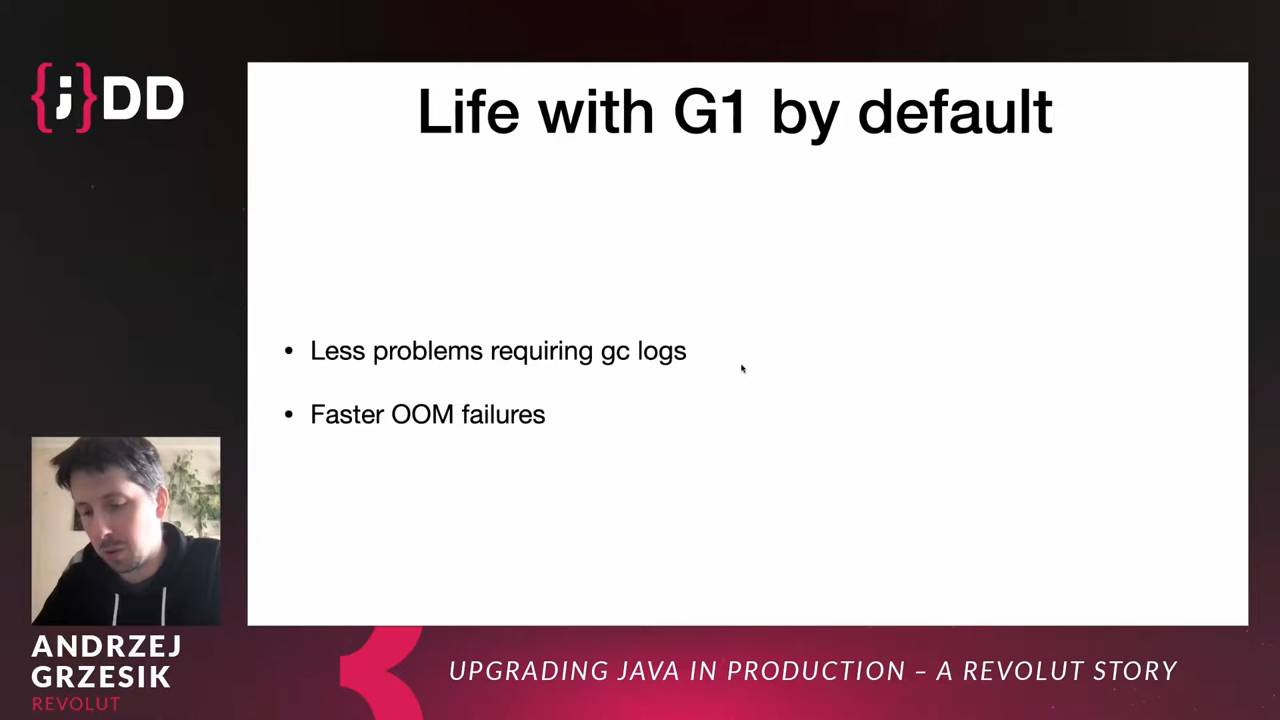 {;}DD
Life with G1 by default
• Less problems requiring gc logs
• Faster OOM failures
ANDRZEJ
GRZESIK
REVOLUT
UPGRADING JAVA IN PRODUCTION – A REVOLUT STORY